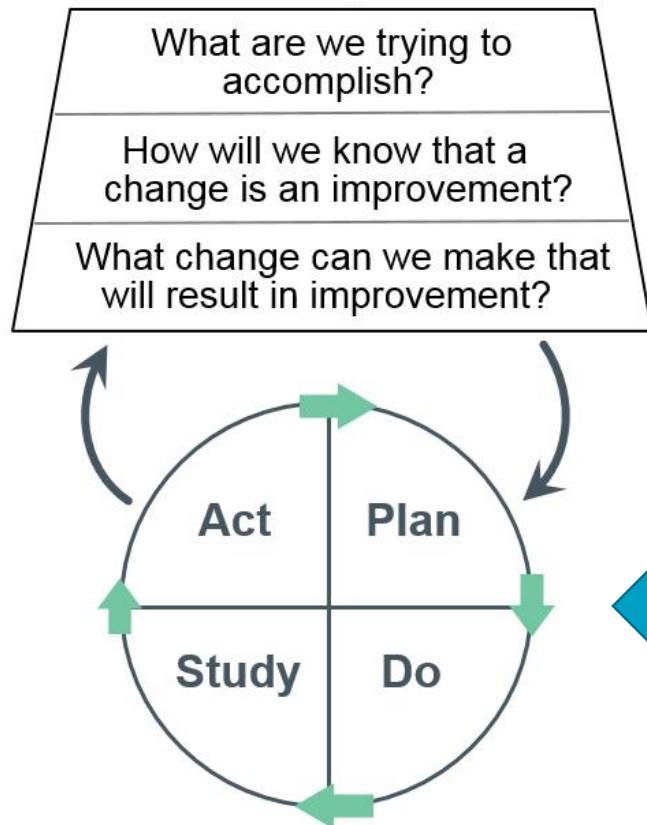 What are we trying to
accomplish?
How will we know that a
change is an improvement?
What change can we make that
will result in improvement?
Act
Plan
Study
Do